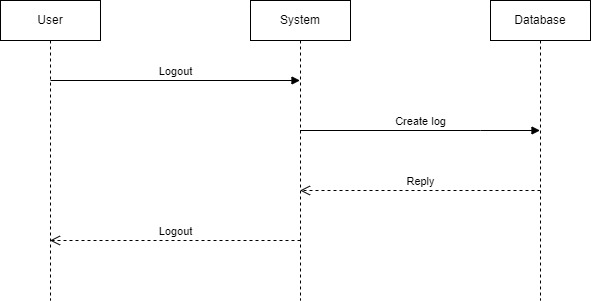 User
System
Database
Logout
Create log
Reply
Logout